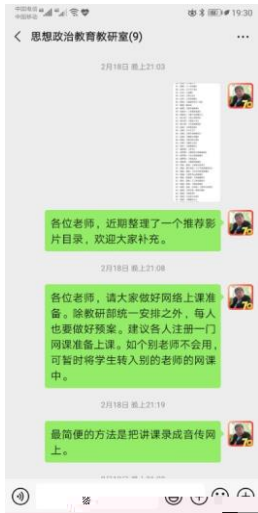 中国电信
中国移动
19:30
思想政治教育教研室(9)
2月18日 晚上21:03
各位老师，近期整理了一个推荐影
片目录，欢迎大家补充。
2月18日 晚上21:08
各位老师，请大家做好网络上课准
备。除教研部统一安排之外，每人
也要做好预案。建议各人注册一门
网课准备上课。如个别老师不会用，
可暂时将学生转入别的老师的网课
中。
2月18日 晚上21:19
最简便的方法是把讲课录成音传网
上。